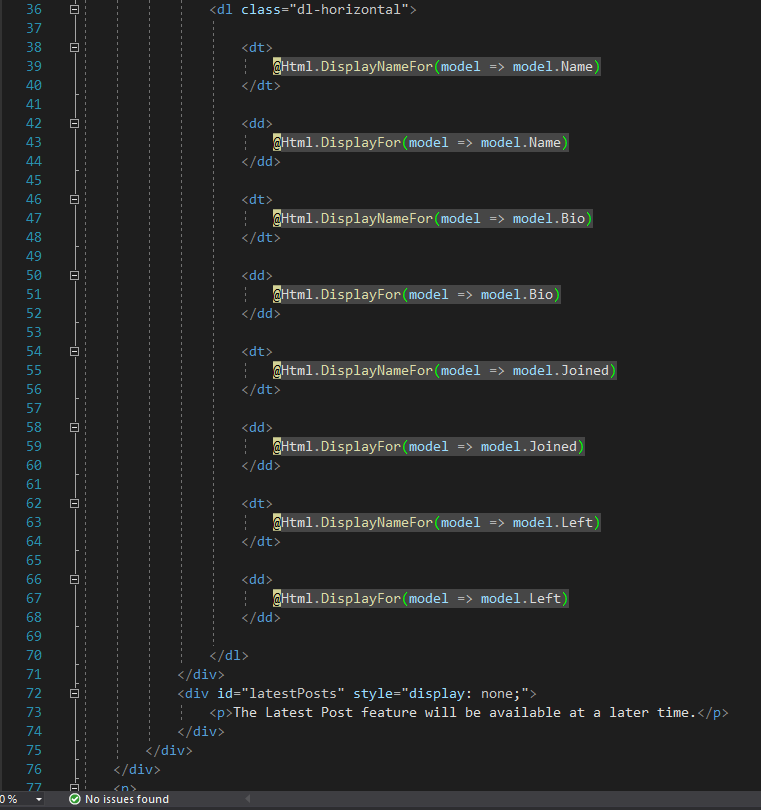 36 <dl class="dl-horizontal">
37
38 <dt>
39 @Html.DisplayNameFor(model => model.Name)
40 </dt>
41
42 <dd>
43 @Html.DisplayFor(model => model.Name)
44 </dd>
45
46 <dt>
47 @Html.DisplayNameFor(model => model.Bio)
48 </dt>
49
50 <dd>
51 @Html.DisplayFor(model => model.Bio)
52 </dd>
53
54 <dt>
55 @Html.DisplayNameFor(model => model.Joined)
56 </dt>
57
58 <dd>
59 @Html.DisplayFor(model => model.Joined)
60 </dd>
61
62 <dt>
63 @Html.DisplayNameFor(model => model.Left)
64 </dt>
65
66 <dd>
67 @Html.DisplayFor(model => model.Left)
68 </dd>
69
70 </dl>
71 </div>
72 <div id="latestPosts" style="display: none;">
73 <p>The Latest Post feature will be available at a later time.</p>
74 </div>
75 </div>
76 </div>
77 <p>
0 % No issues found